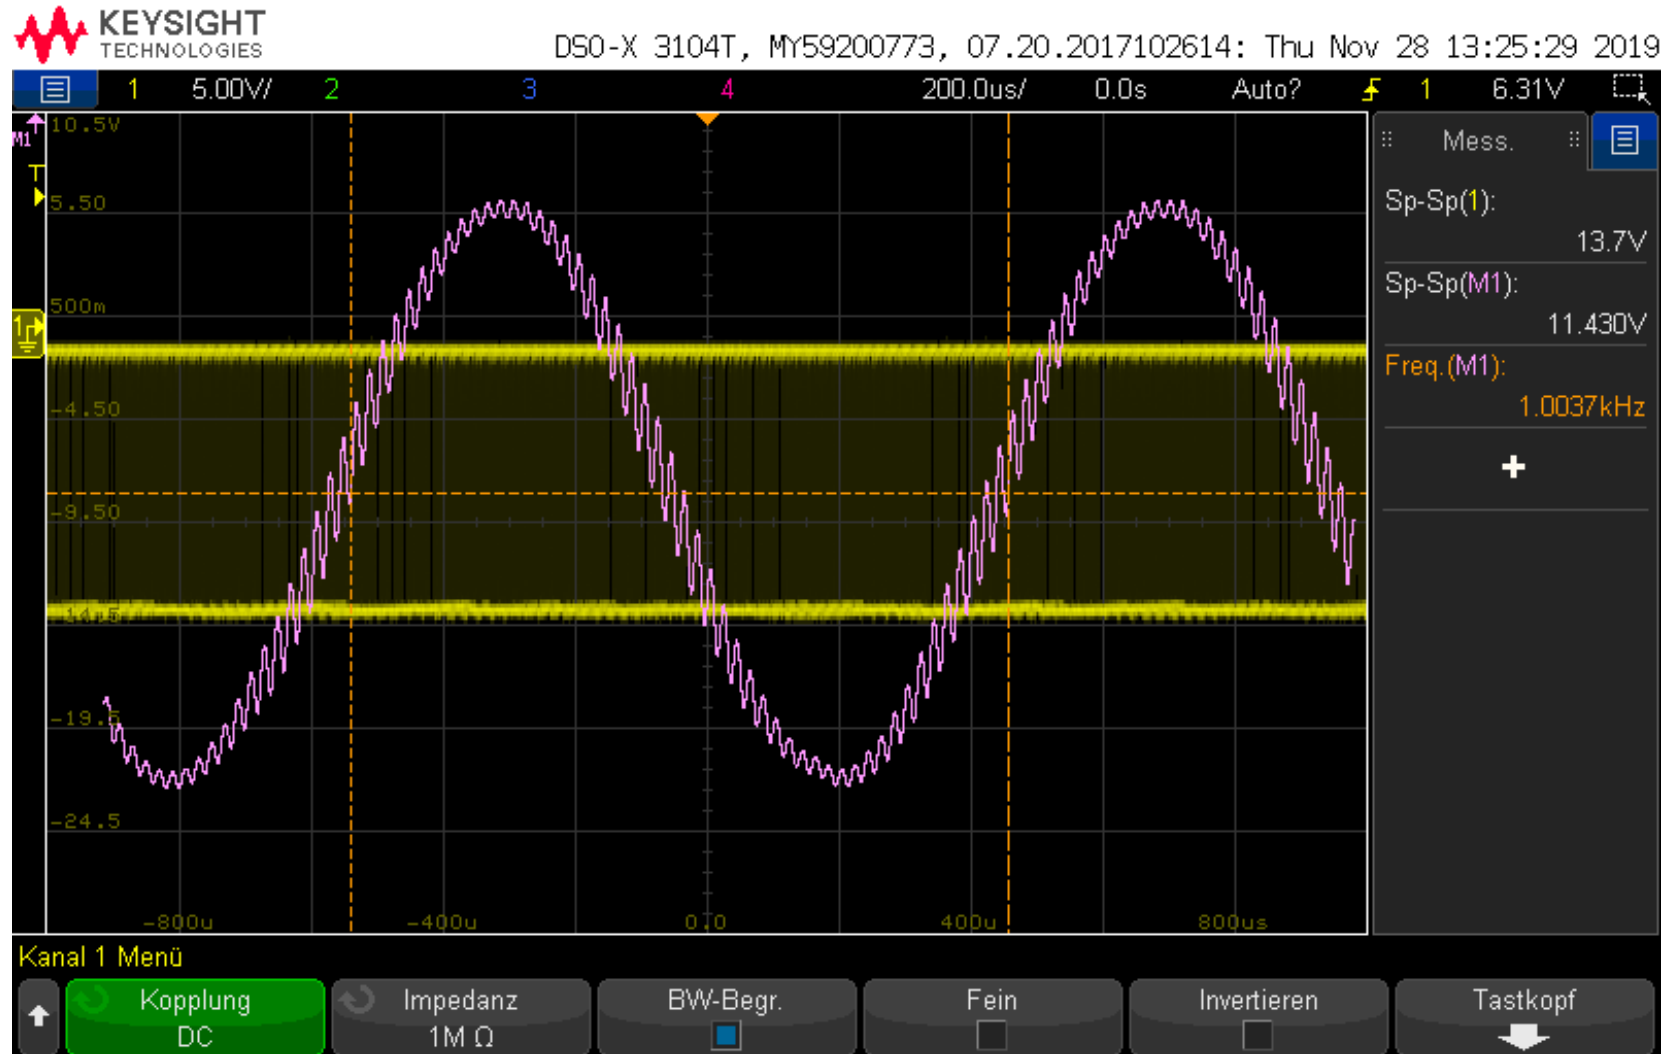 KEYSIGHT
TECHNOLOGIES
DSO-X 3104T, MY59200773, 07.20.2017102614: Thu Nov 28 13:25:29 2019
1 5.00V/ 2 3 4 200.0us/ 0.0s Auto? 1 6.31V
M1
10.5V
T
5.50
500m
1
-4.50
-9.50
-14.5
-19.5
-24.5
-800u -400u 0.0 400u 800us
Mess.
Sp-Sp(1):
13.7V
Sp-Sp(M1):
11.430V
Freq.(M1):
1.0037kHz
Kanal 1 Menü
Kopplung Impedanz BW-Begr. Fein Invertieren Tastkopf
DC 1M Ω